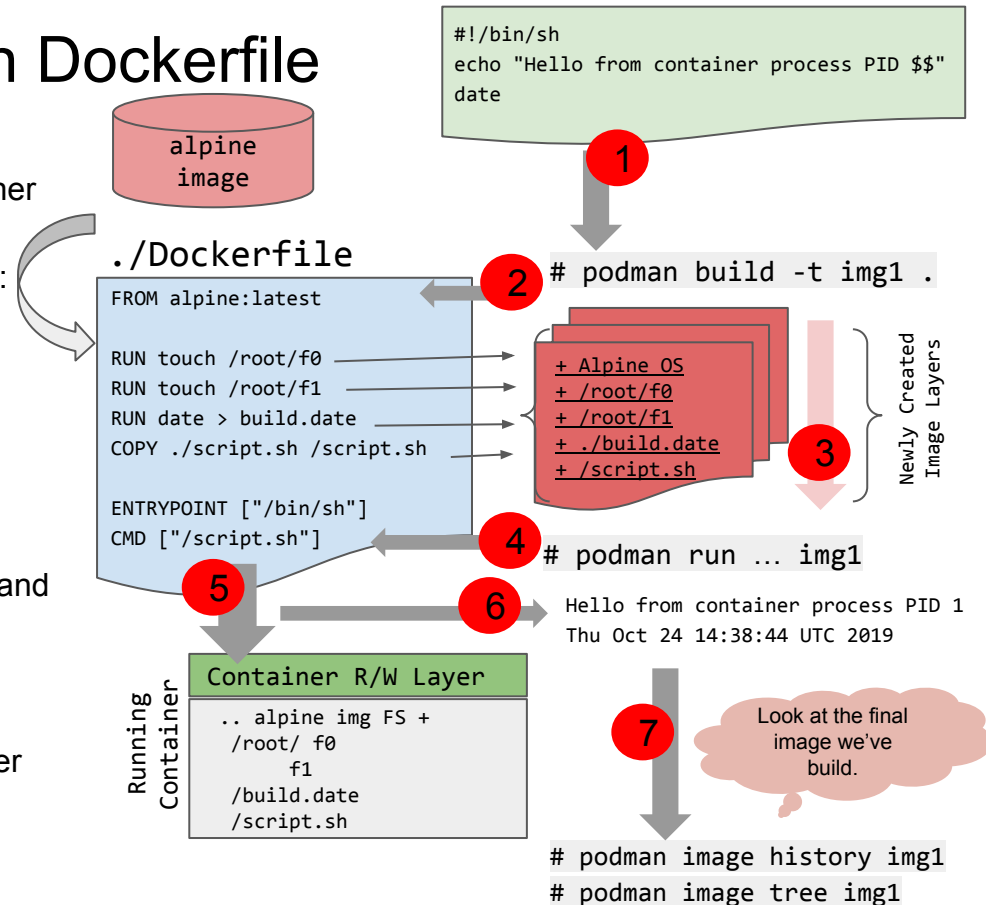 n Dockerfile
#!/bin/sh
echo "Hello from container process PID $$"
date
alpine
image
1
ner
:
./Dockerfile
2
# podman build -t img1 .
FROM alpine:latest
RUN touch /root/f0
RUN touch /root/f1
RUN date > build.date
COPY ./script.sh /script.sh
ENTRYPOINT ["/bin/sh"]
CMD ["/script.sh"]
+ Alpine OS
+ /root/f0
+ /root/f1
+ ./build.date
+ /script.sh
3
Newly Created
Image Layers
4
# podman run … img1
and
5
6
Hello from container process PID 1
Thu Oct 24 14:38:44 UTC 2019
Container R/W Layer
Running
Container
.. alpine img FS +
/root/ f0
f1
/build.date
/script.sh
er
7
Look at the final
image we've
build.
# podman image history img1
# podman image tree img1